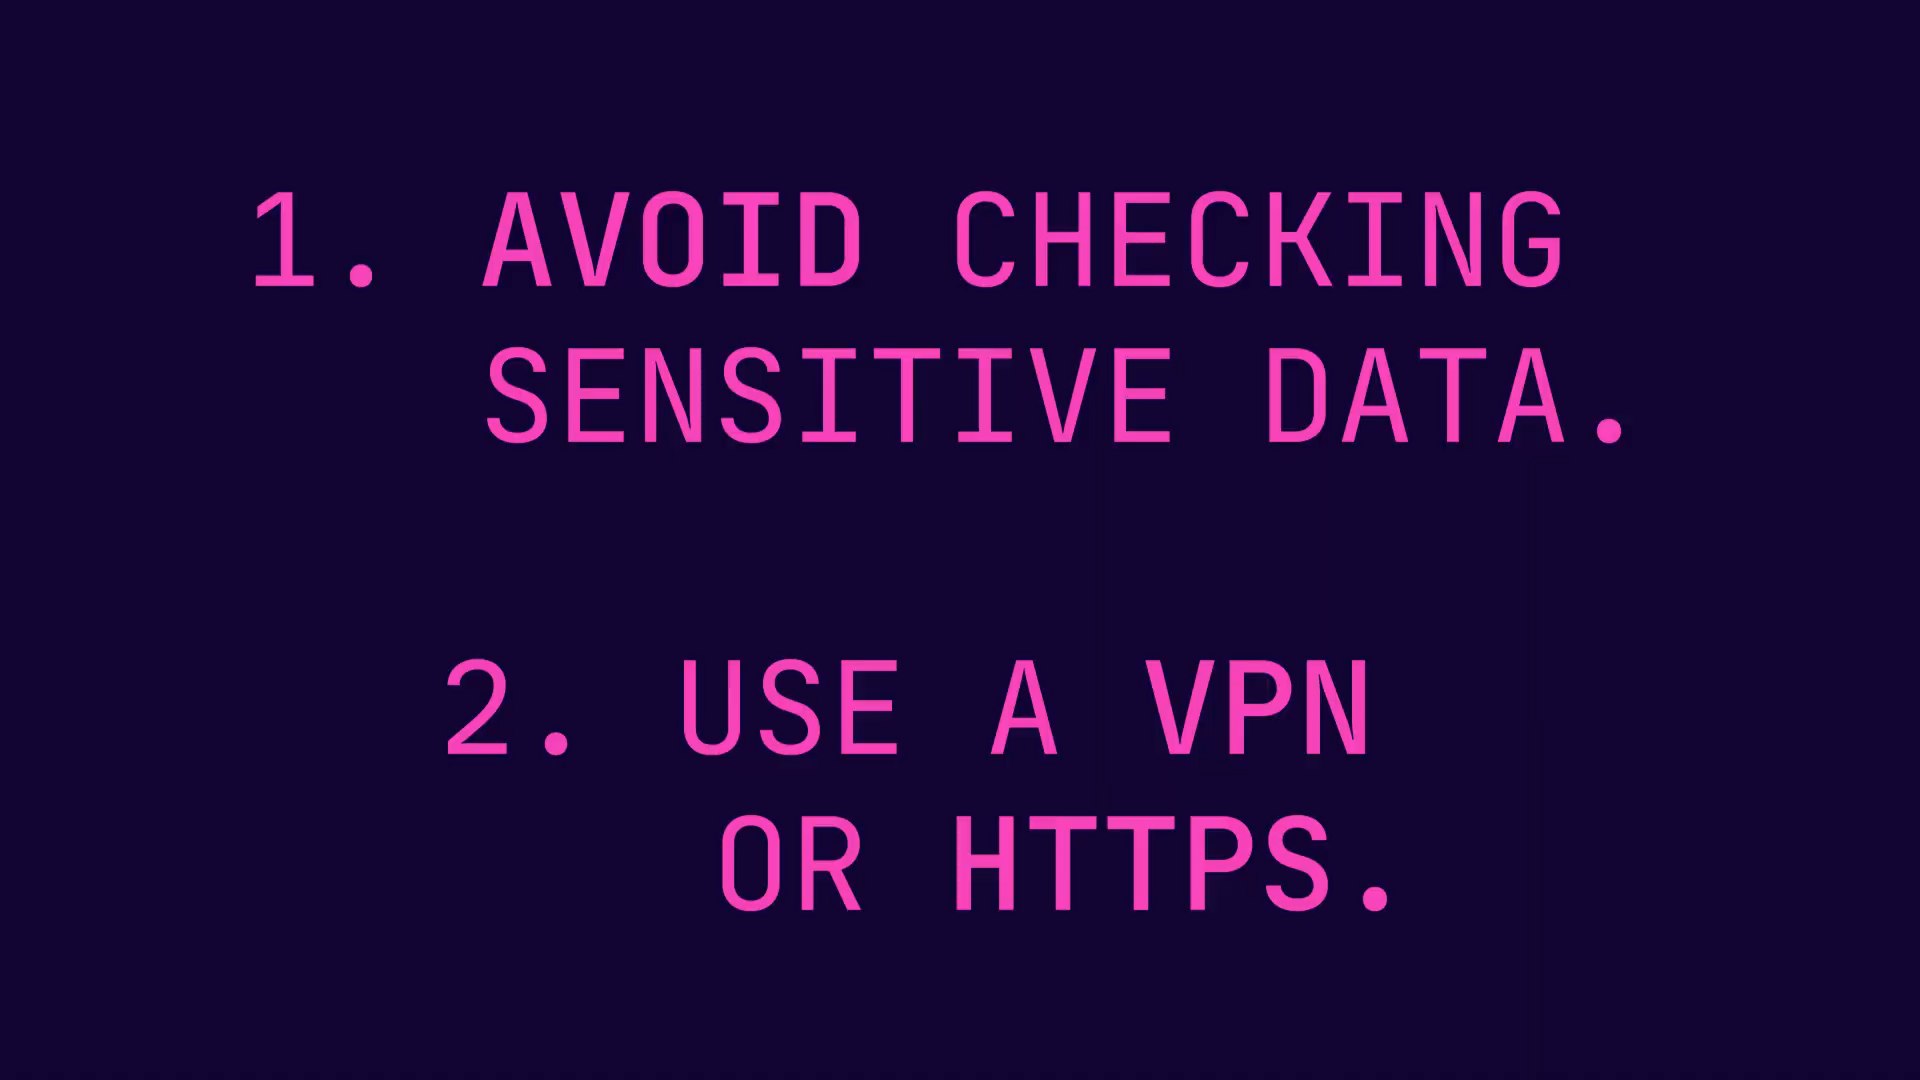 1. AVOID CHECKING
SENSITIVE DATA.
2. USE A VPN
OR HTTPS.